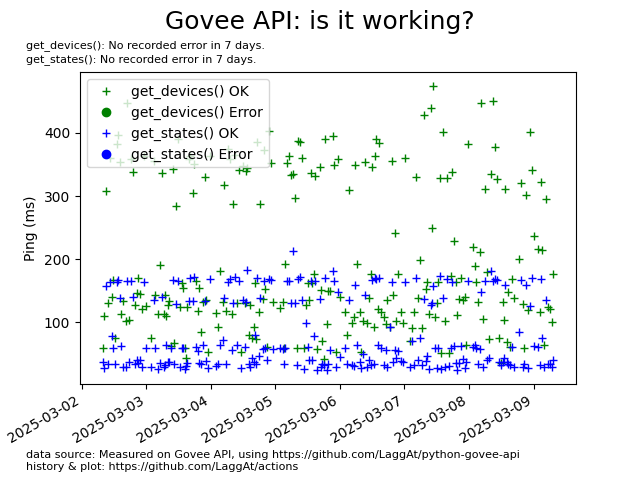 Govee API: is it working?
get_devices(): No recorded error in 7 days.
get_states(): No recorded error in 7 days.
get_devices() OK
get_devices() Error
get_states() OK
get_states() Error
Ping (ms)
400
300
200
100
2025-03-02
2025-03-03
2025-03-04
2025-03-05
2025-03-06
2025-03-07
2025-03-08
2025-03-09
data source: Measured on Govee API, using https://github.com/LaggAt/python-govee-api
history & plot: https://github.com/LaggAt/actions